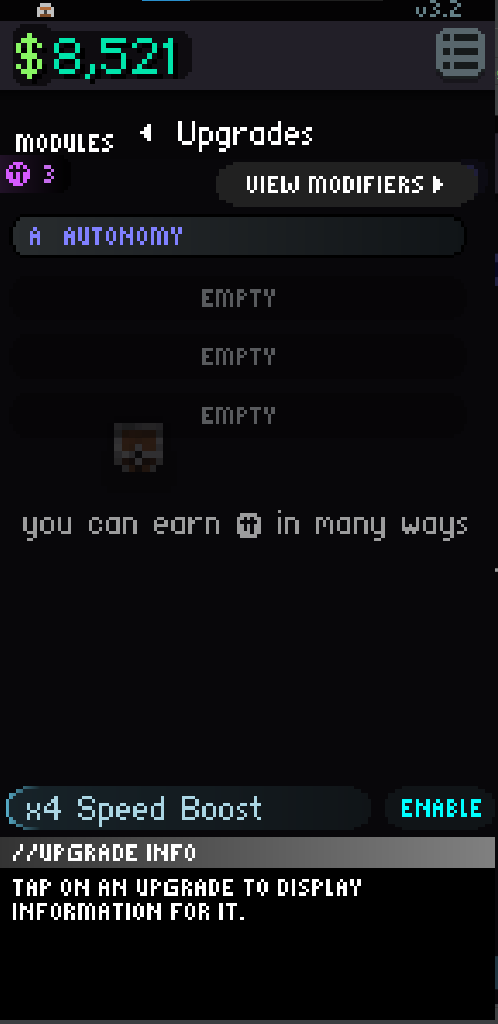 v3.2
$8,521
MODULES
Upgrades
3
VIEW MODIFIERS
A AUTONOMY
EMPTY
EMPTY
EMPTY
you can earn in many ways
x4 Speed Boost
ENABLE
//UPGRADE INFO
TAP ON AN UPGRADE TO DISPLAY
INFORMATION FOR IT.